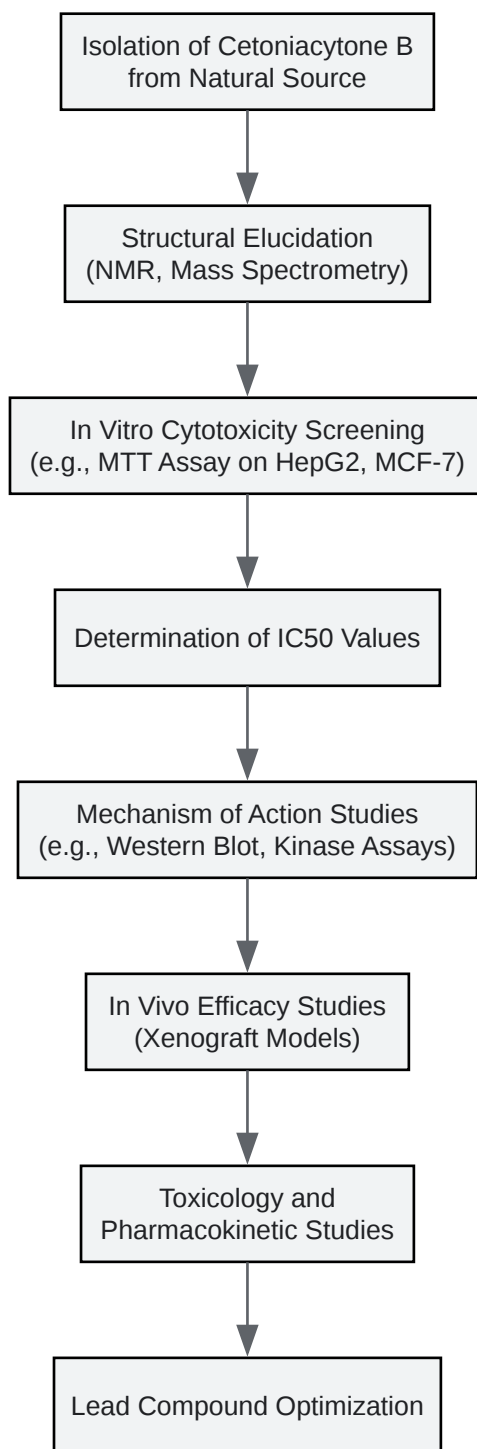 Isolation of Cetoniacytone B
from Natural Source
Structural Elucidation
(NMR, Mass Spectrometry)
In Vitro Cytotoxicity Screening
(e.g., MTT Assay on HepG2, MCF-7)
Determination of IC50 Values
Mechanism of Action Studies
(e.g., Western Blot, Kinase Assays)
In Vivo Efficacy Studies
(Xenograft Models)
Toxicology and
Pharmacokinetic Studies
Lead Compound Optimization